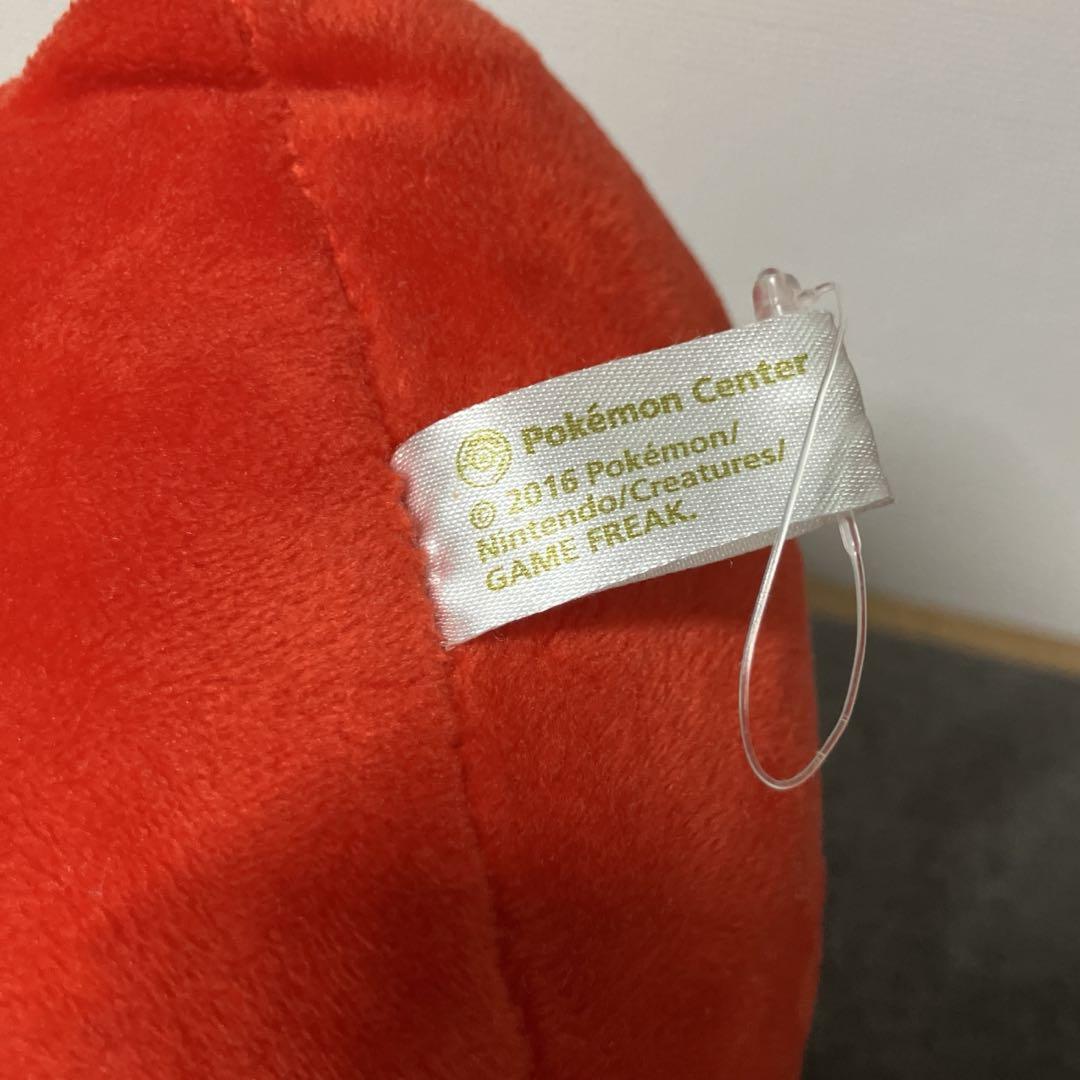 Pokémon Center
© 2016 Pokémon/
Nintendo/Creatures/
GAME FREAK.